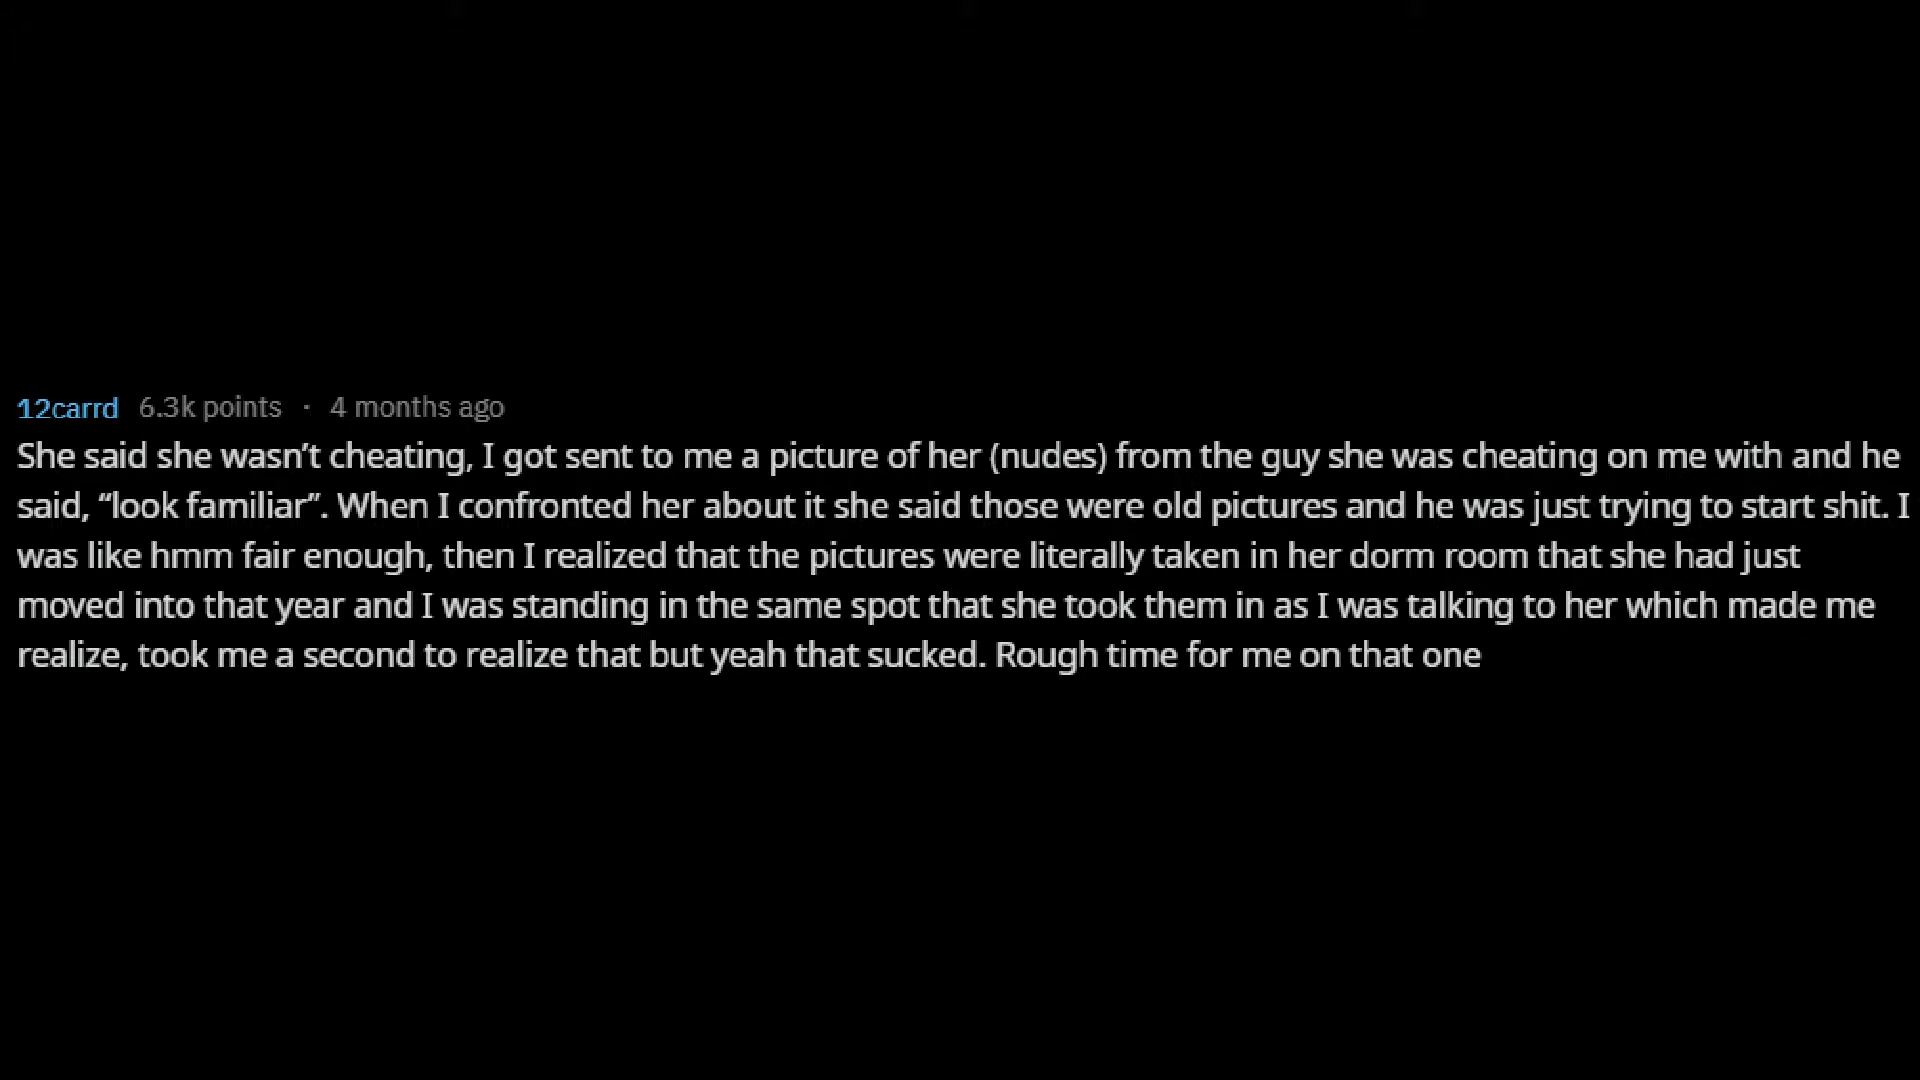 12carrd 6.3k points · 4 months ago
She said she wasn’t cheating, I got sent to me a picture of her (nudes) from the guy she was cheating on me with and he
said, “look familiar”. When I confronted her about it she said those were old pictures and he was just trying to start shit. I
was like hmm fair enough, then I realized that the pictures were literally taken in her dorm room that she had just
moved into that year and I was standing in the same spot that she took them in as I was talking to her which made me
realize, took me a second to realize that but yeah that sucked. Rough time for me on that one